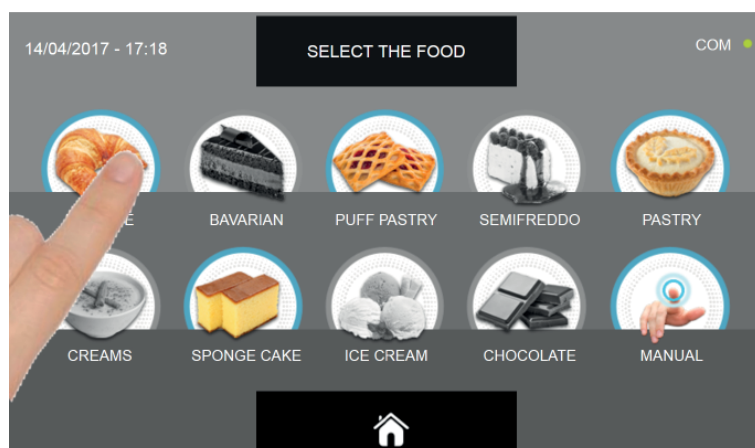 14/04/2017 - 17:18
SELECT THE FOOD
COM
BAVARIAN
PUFF PASTRY
SEMIFREDDO
PASTRY
CREAMS
SPONGE CAKE
ICE CREAM
CHOCOLATE
MANUAL